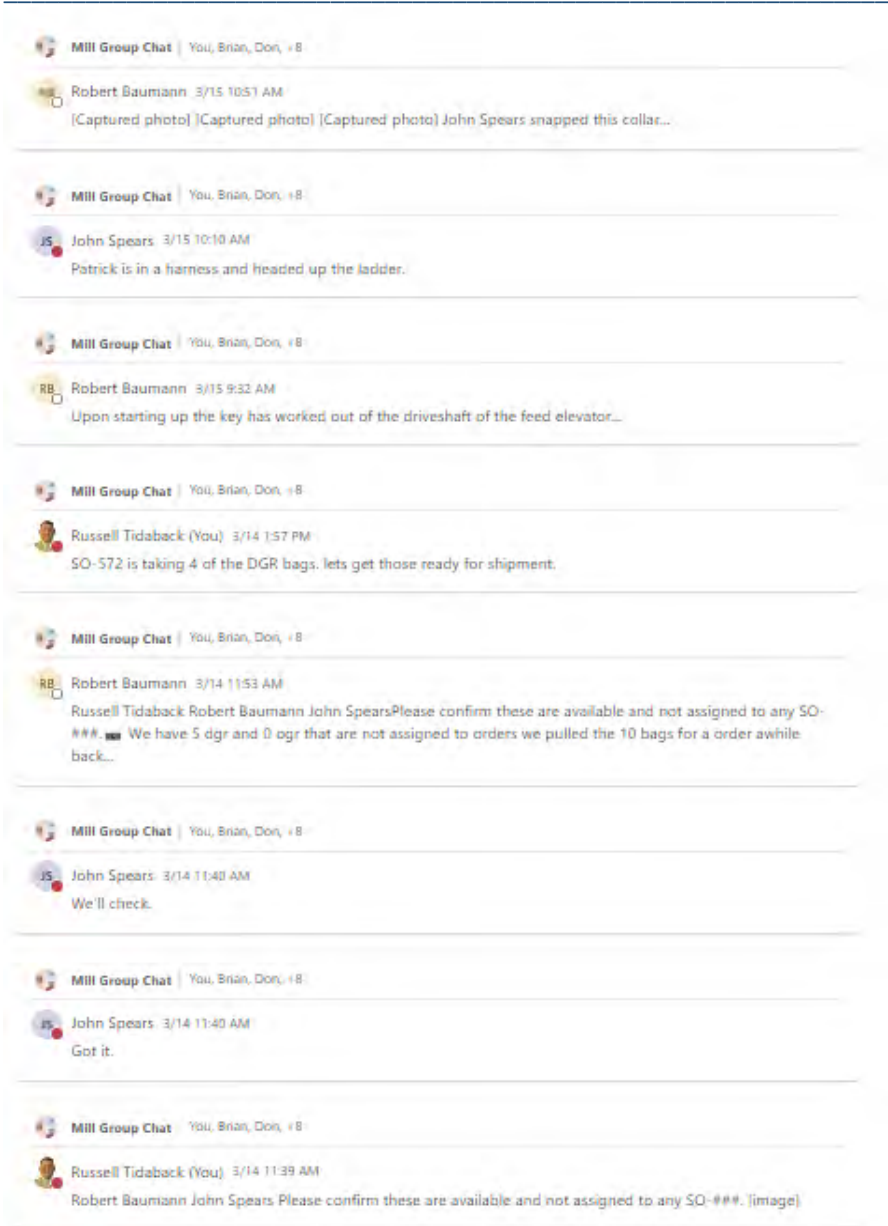 Mill Group Chat | You, Brian, Don, +8
Robert Baumann 3/15 10:51 AM
[Captured photo] [Captured photo] [Captured photo] John Spears snapped this collar...
Mill Group Chat | You, Brian, Don, +8
JS John Spears 3/15 10:10 AM
Patrick is in a harness and headed up the ladder.
Mill Group Chat | You, Brian, Don, +8
RB Robert Baumann 3/15 9:32 AM
Upon starting up the key has worked out of the driveshaft of the feed elevator...
Mill Group Chat | You, Brian, Don, +8
Russell Tidaback (You) 3/14 1:57 PM
SO-572 is taking 4 of the DGR bags. lets get those ready for shipment.
Mill Group Chat | You, Brian, Don, +8
RB Robert Baumann 3/14 11:53 AM
Russell Tidaback Robert Baumann John SpearsPlease confirm these are available and not assigned to any SO-
###. We have 5 dgr and 0 ogr that are not assigned to orders we pulled the 10 bags for a order awhile
back...
Mill Group Chat | You, Brian, Don, +8
JS John Spears 3/14 11:40 AM
We'll check.
Mill Group Chat | You, Brian, Don, +8
JS John Spears 3/14 11:40 AM
Got it.
Mill Group Chat You, Brian, Don, +8
Russell Tidaback (You) 3/14 11:39 AM
Robert Baumann John Spears Please confirm these are available and not assigned to any SO-###. [image]